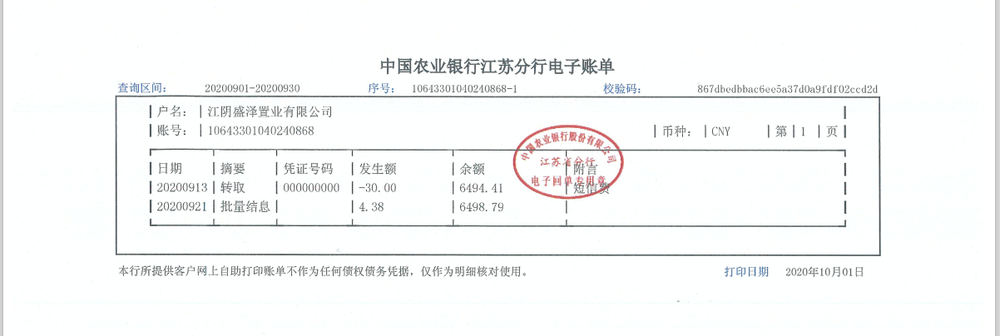 中国农业银行江苏分行电子账单
查询区间： 20200901-20200930 序号： 10643301040240868-1 校验码： 867dbedbbac6ee5a37d0a9fdf02ccd2d
户名： 江阴盛泽置业有限公司
账号： 10643301040240868 币种： CNY 第 1 页
中国农业银行股份有限公司
江苏省分行
电子回单专用章
日期 摘要 凭证号码 发生额 余额 附言
20200913 转取 000000000 -30.00 6494.41 短信费
20200921 批量结息 4.38 6498.79
本行所提供客户网上自助打印账单不作为任何债权债务凭据，仅作为明细核对使用。
打印日期 2020年10月01日